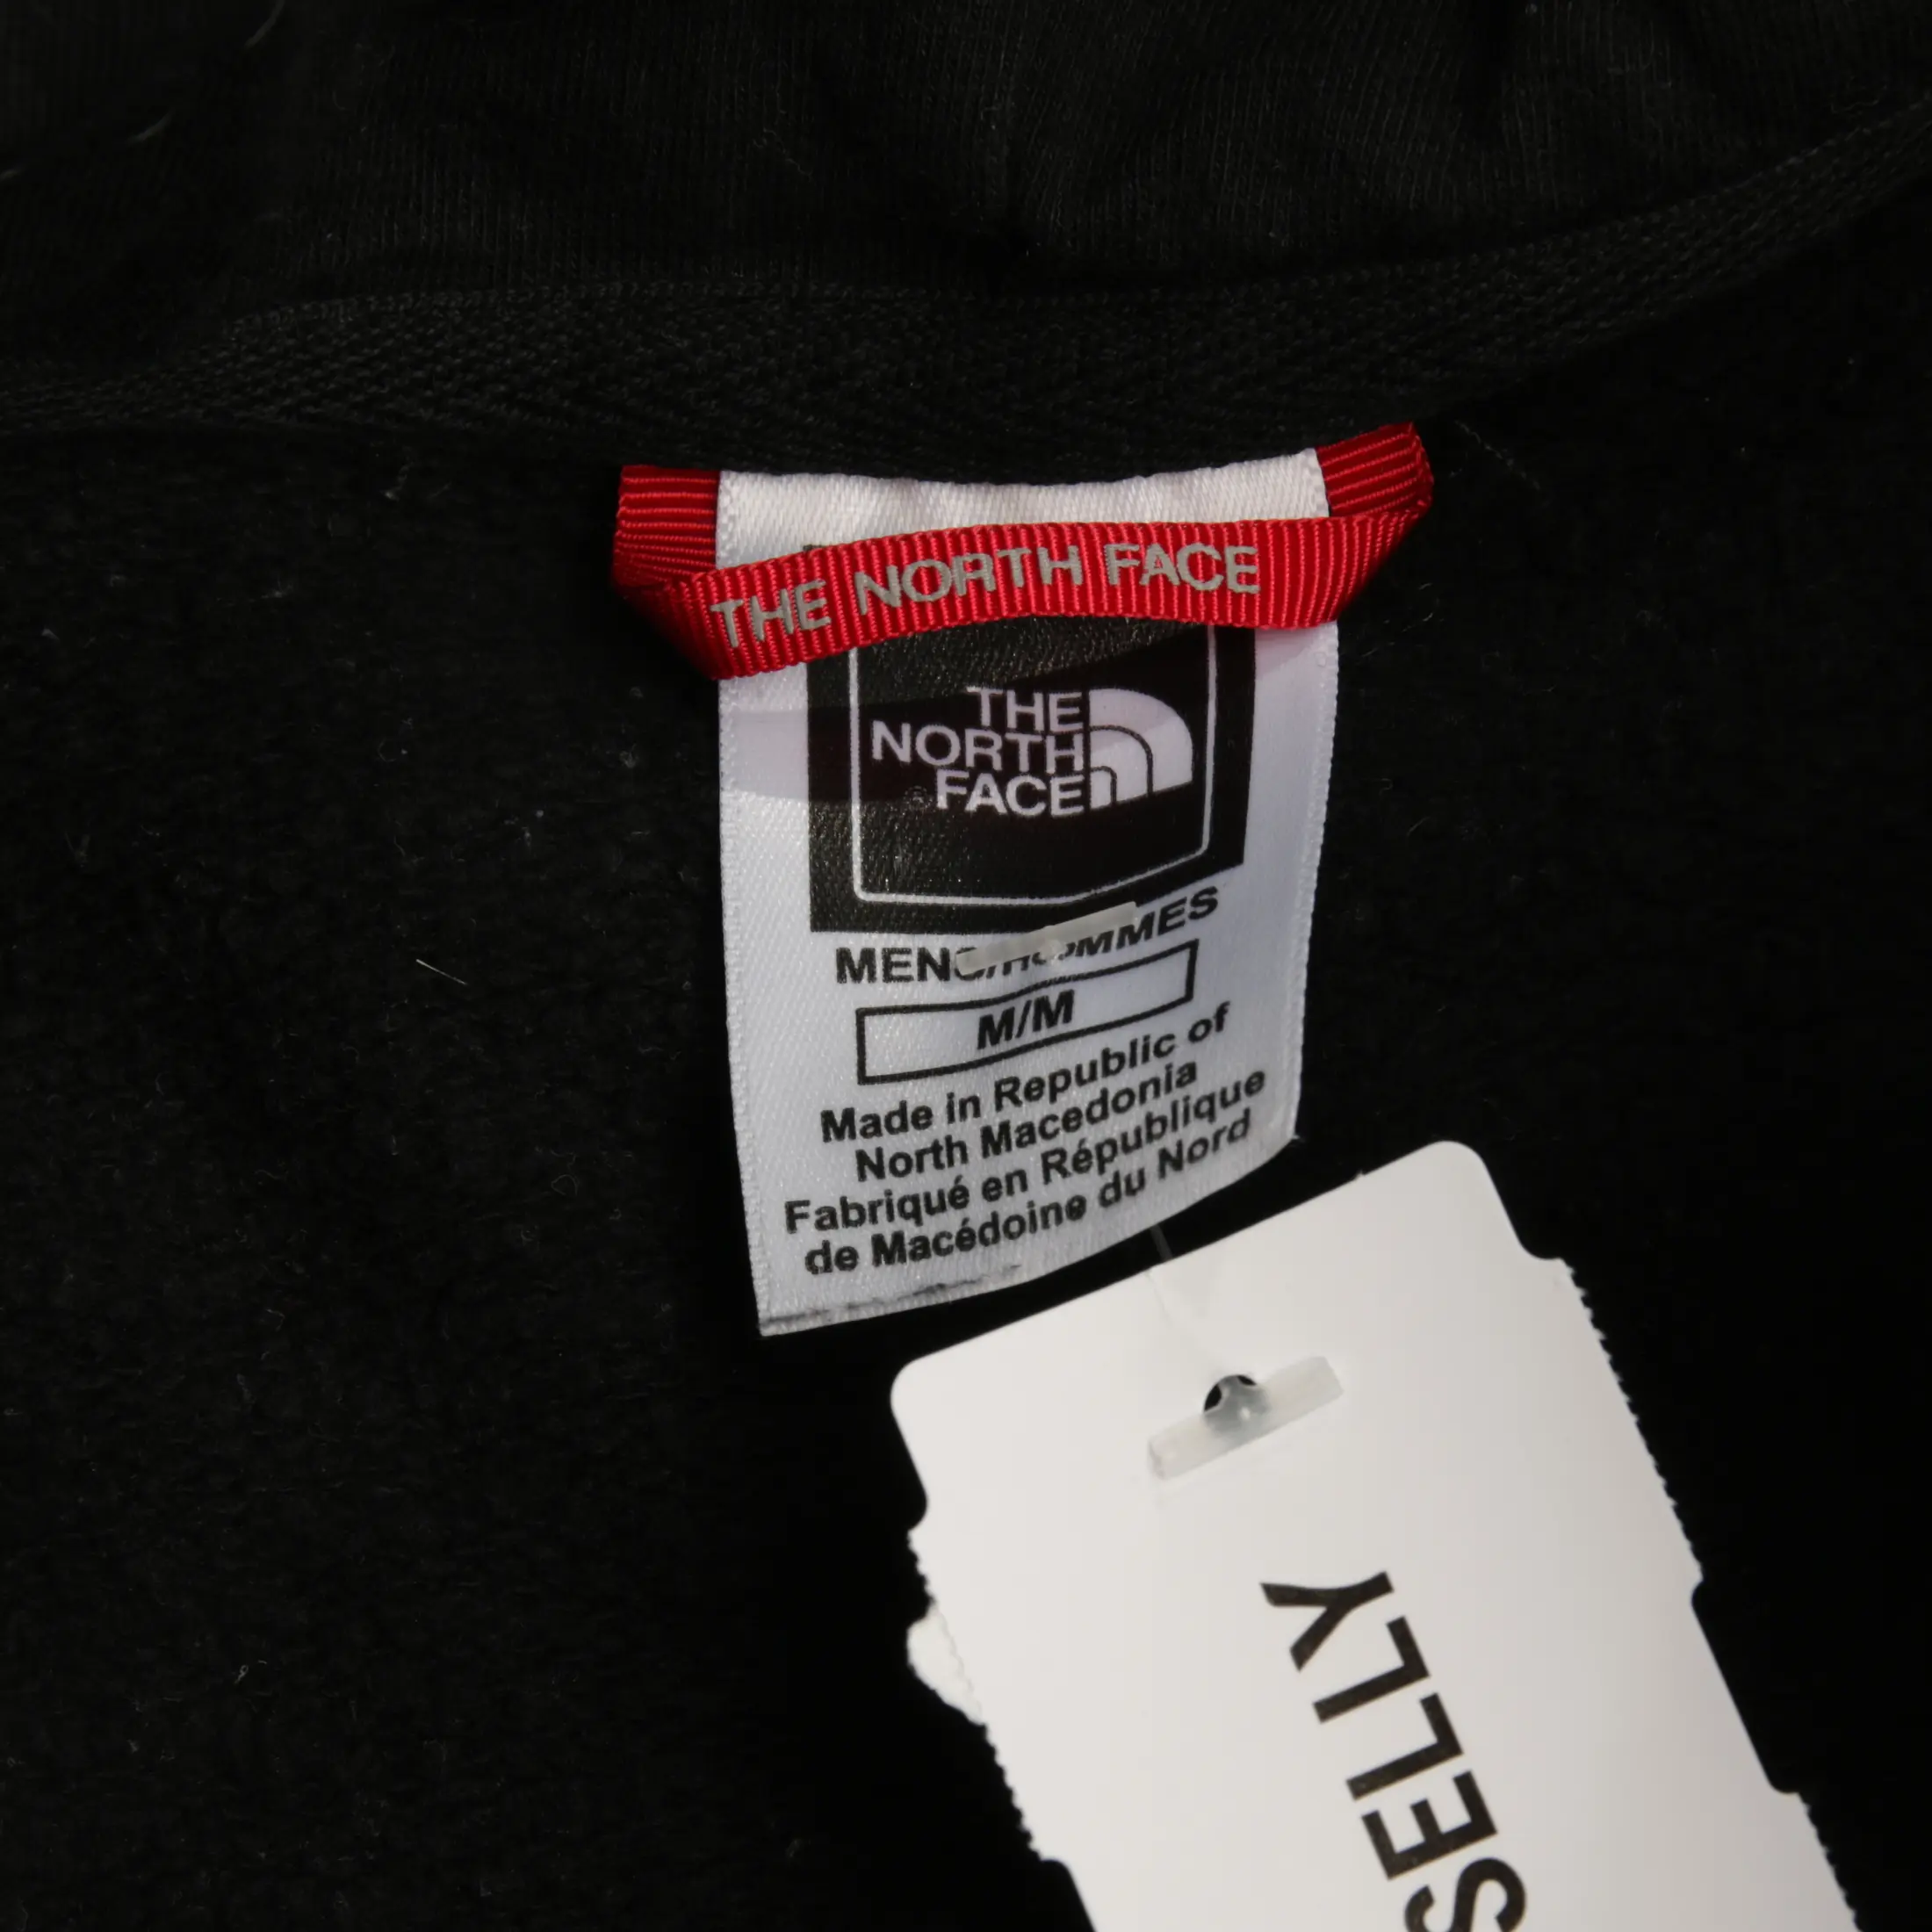 THE NORTH FACE
THE
NORTH
FACE
MENS/HOMMES
M/M
Made in Republic of
North Macedonia
Fabriqué en République
de Macédoine du Nord
SELLY